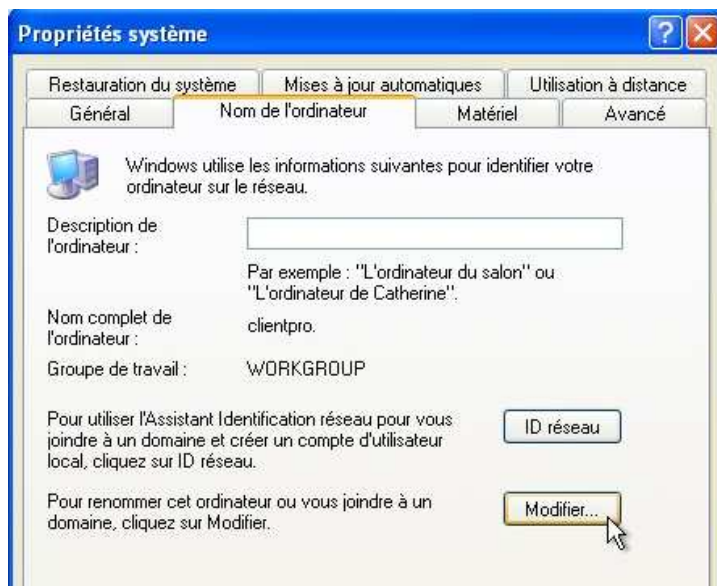 Propriétés système
Restauration du système
Mises à jour automatiques
Utilisation à distance
Général
Nom de l'ordinateur
Matériel
Avancé
Windows utilise les informations suivantes pour identifier votre
ordinateur sur le réseau.
Description de
l'ordinateur :
Par exemple : "L'ordinateur du salon" ou
"L'ordinateur de Catherine".
Nom complet de
l'ordinateur :
clientpro.
Groupe de travail :
WORKGROUP
Pour utiliser l'Assistant Identification réseau pour vous
joindre à un domaine et créer un compte d'utilisateur
local, cliquez sur ID réseau.
ID réseau
Pour renommer cet ordinateur ou vous joindre à un
domaine, cliquez sur Modifier.
Modifier...